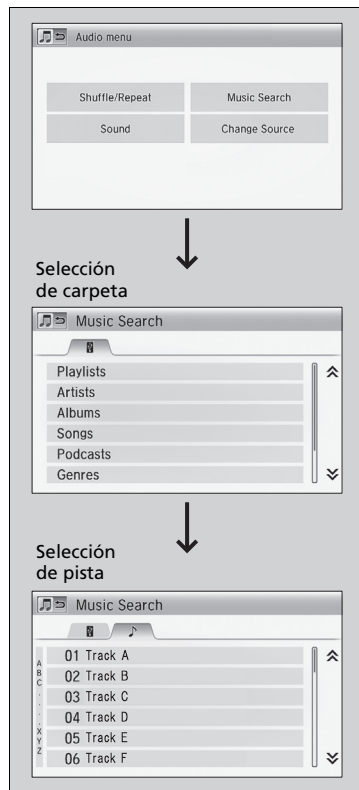 Audio menu
Shuffle/Repeat Music Search
Sound Change Source
Selección
de carpeta
Music Search
Playlists
Artists
Albums
Songs
Podcasts
Genres
Selección
de pista
Music Search
A
B
C
.
.
.
.
X
Y
Z
01 Track A
02 Track B
03 Track C
04 Track D
05 Track E
06 Track F